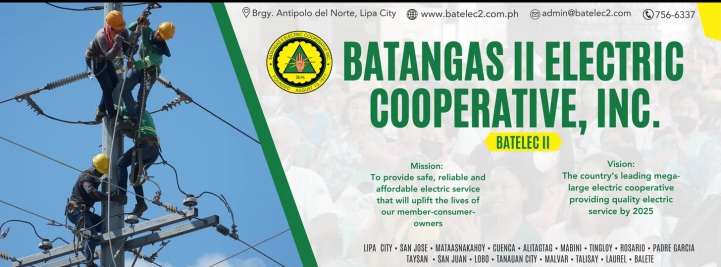 Brgy. Antipolo del Norte, Lipa City www.batelec2.com.ph admin@batelec2.com 756-6337
BATANGAS II ELECTRIC
COOPERATIVE, INC.
BATELEC II
Mission:
To provide safe, reliable and
affordable electric service
that will uplift the lives of
our member-consumer-
owners
Vision:
The country's leading mega-
large electric cooperative
providing quality electric
service by 2025
LIPA CITY • SAN JOSE • MATAASNAKAHOY • CUENCA • ALITAGTAG • MABINI • TINGLOY • ROSARIO • PADRE GARCIA
TAYSAN • SAN JUAN • LOBO • TANAUAN CITY • MALVAR • TALISAY • LAUREL • BALETE